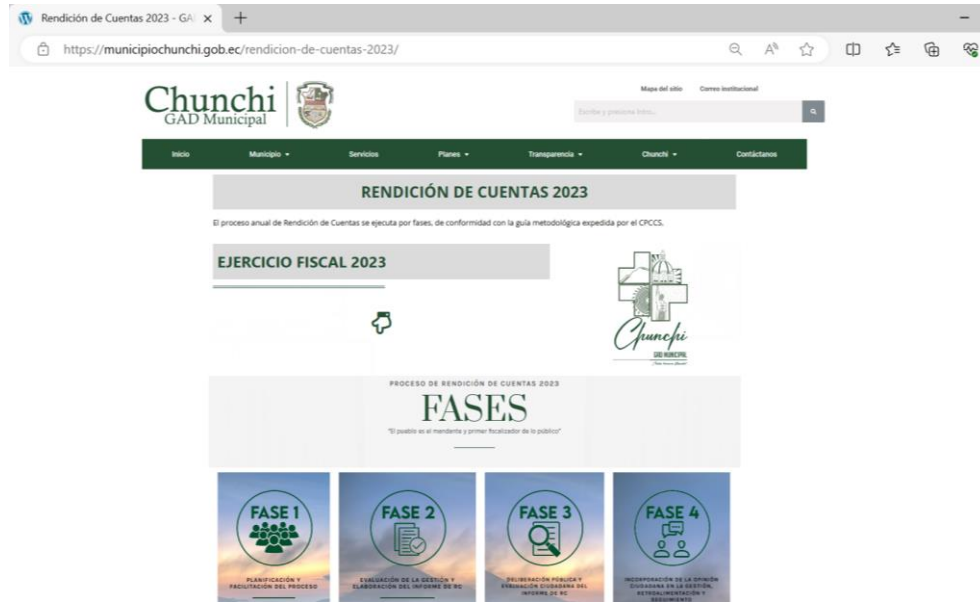 Rendición de Cuentas 2023 - GA
https://municipiochunchi.gob.ec/rendicion-de-cuentas-2023/
Chunchi
GAD Municipal
Mapa del sitio Correo institucional
Escribe y presiona Intro...
Inicio Municipio Servicios Planes Transparencia Chunchi Contáctanos
RENDICIÓN DE CUENTAS 2023
El proceso anual de Rendición de Cuentas se ejecuta por fases, de conformidad con la guía metodológica expedida por el CPCCS.
EJERCICIO FISCAL 2023
Chunchi
GAD MUNICIPAL
PROCESO DE RENDICIÓN DE CUENTAS 2023
FASES
"El pueblo es el mandante y primer fiscalizador de lo público"
FASE 1
PLANIFICACIÓN Y
FACILITACIÓN DEL PROCESO
FASE 2
EVALUACIÓN DE LA GESTIÓN Y
ELABORACIÓN DEL INFORME DE RC
FASE 3
DELIBERACIÓN PÚBLICA Y
EVALUACIÓN CIUDADANA DEL
INFORME DE RC
FASE 4
INCORPORACIÓN DE LA OPINIÓN
CIUDADANA EN LA GESTIÓN,
RETROALIMENTACIÓN Y
SEGUIMIENTO